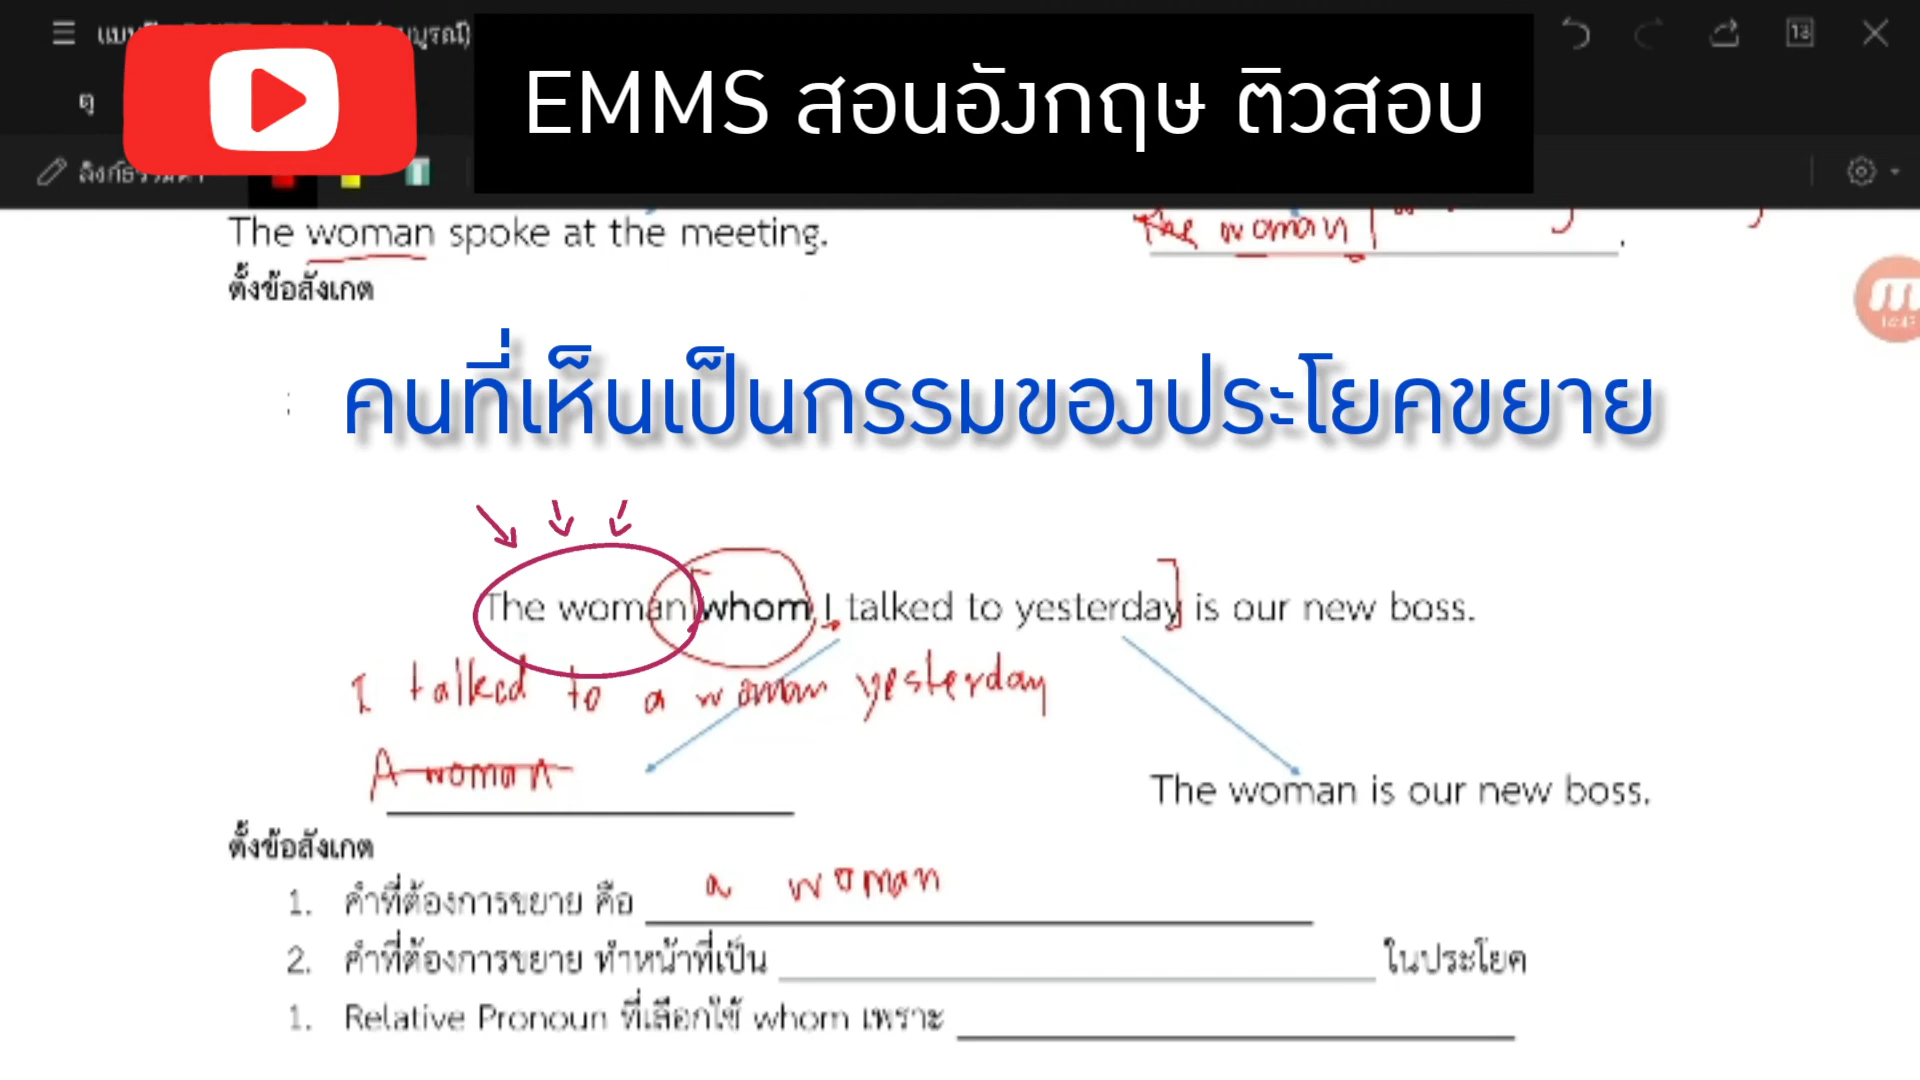 EMMS สอนอังกฤษ ติวสอบ
ตุ
The woman spoke at the meeting.
the woman
.
ตั้งข้อสังเกต
คนที่เห็นเป็นกรรมของประโยคขยาย
The woman whom I talked to yesterday is our new boss.
I talked to a woman yesterday
A woman
The woman is our new boss.
ตั้งข้อสังเกต
1. คำที่ต้องการขยาย คือ a woman
2. คำที่ต้องการขยาย ทำหน้าที่เป็น ในประโยค
1. Relative Pronoun ที่เลือกใช้ whom เพราะ